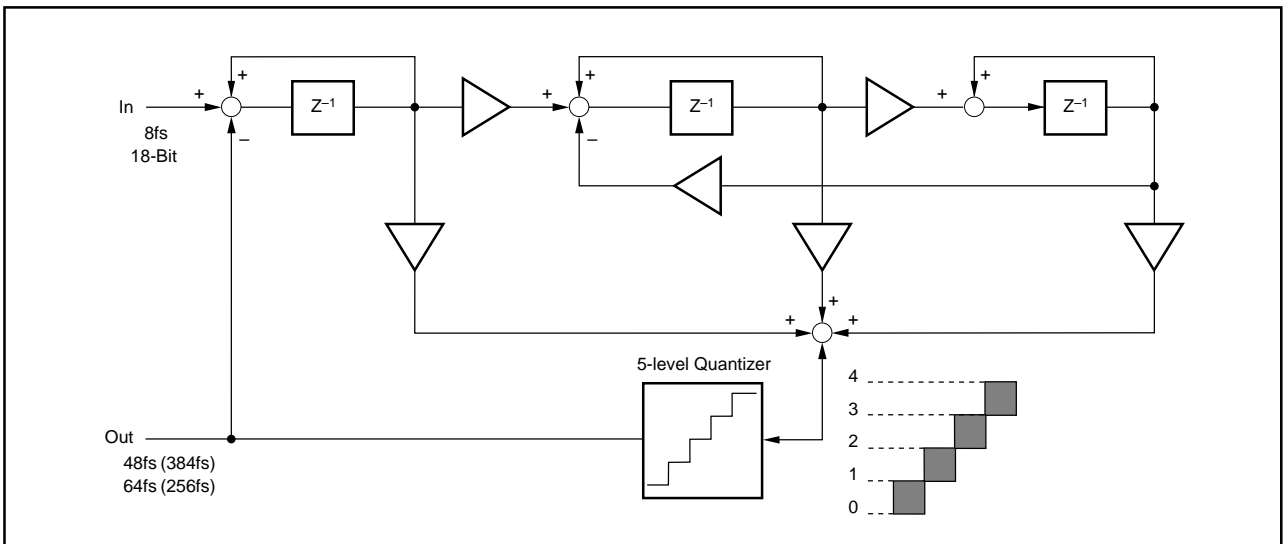 +
+
+
In
+
Z–1
+
Z–1
+
Z–1
8fs
18-Bit
–
–
+
+
+
5-level Quantizer
4
3
2
1
0
Out
48fs (384fs)
64fs (256fs)